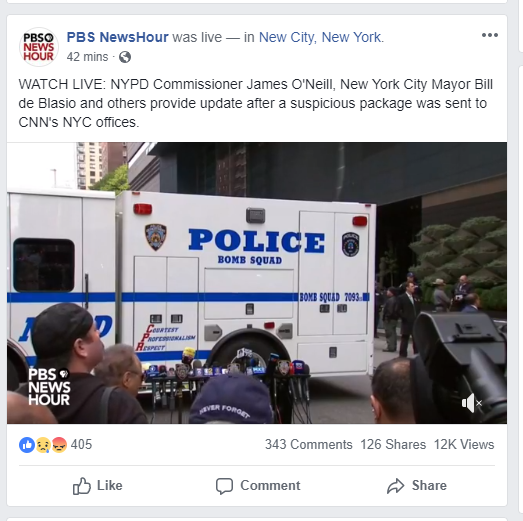 PBS
NEWS
HOUR
PBS NewsHour was live — in New City, New York.
42 mins ·
WATCH LIVE: NYPD Commissioner James O'Neill, New York City Mayor Bill
de Blasio and others provide update after a suspicious package was sent to
CNN's NYC offices.
POLICE
BOMB SQUAD
BOMB SQUAD 7093
COURTESY
PROFESSIONALISM
RESPECT
PBS
NEWS
HOUR
NEVER FORGET
405
343 Comments 126 Shares 12K Views
Like Comment Share